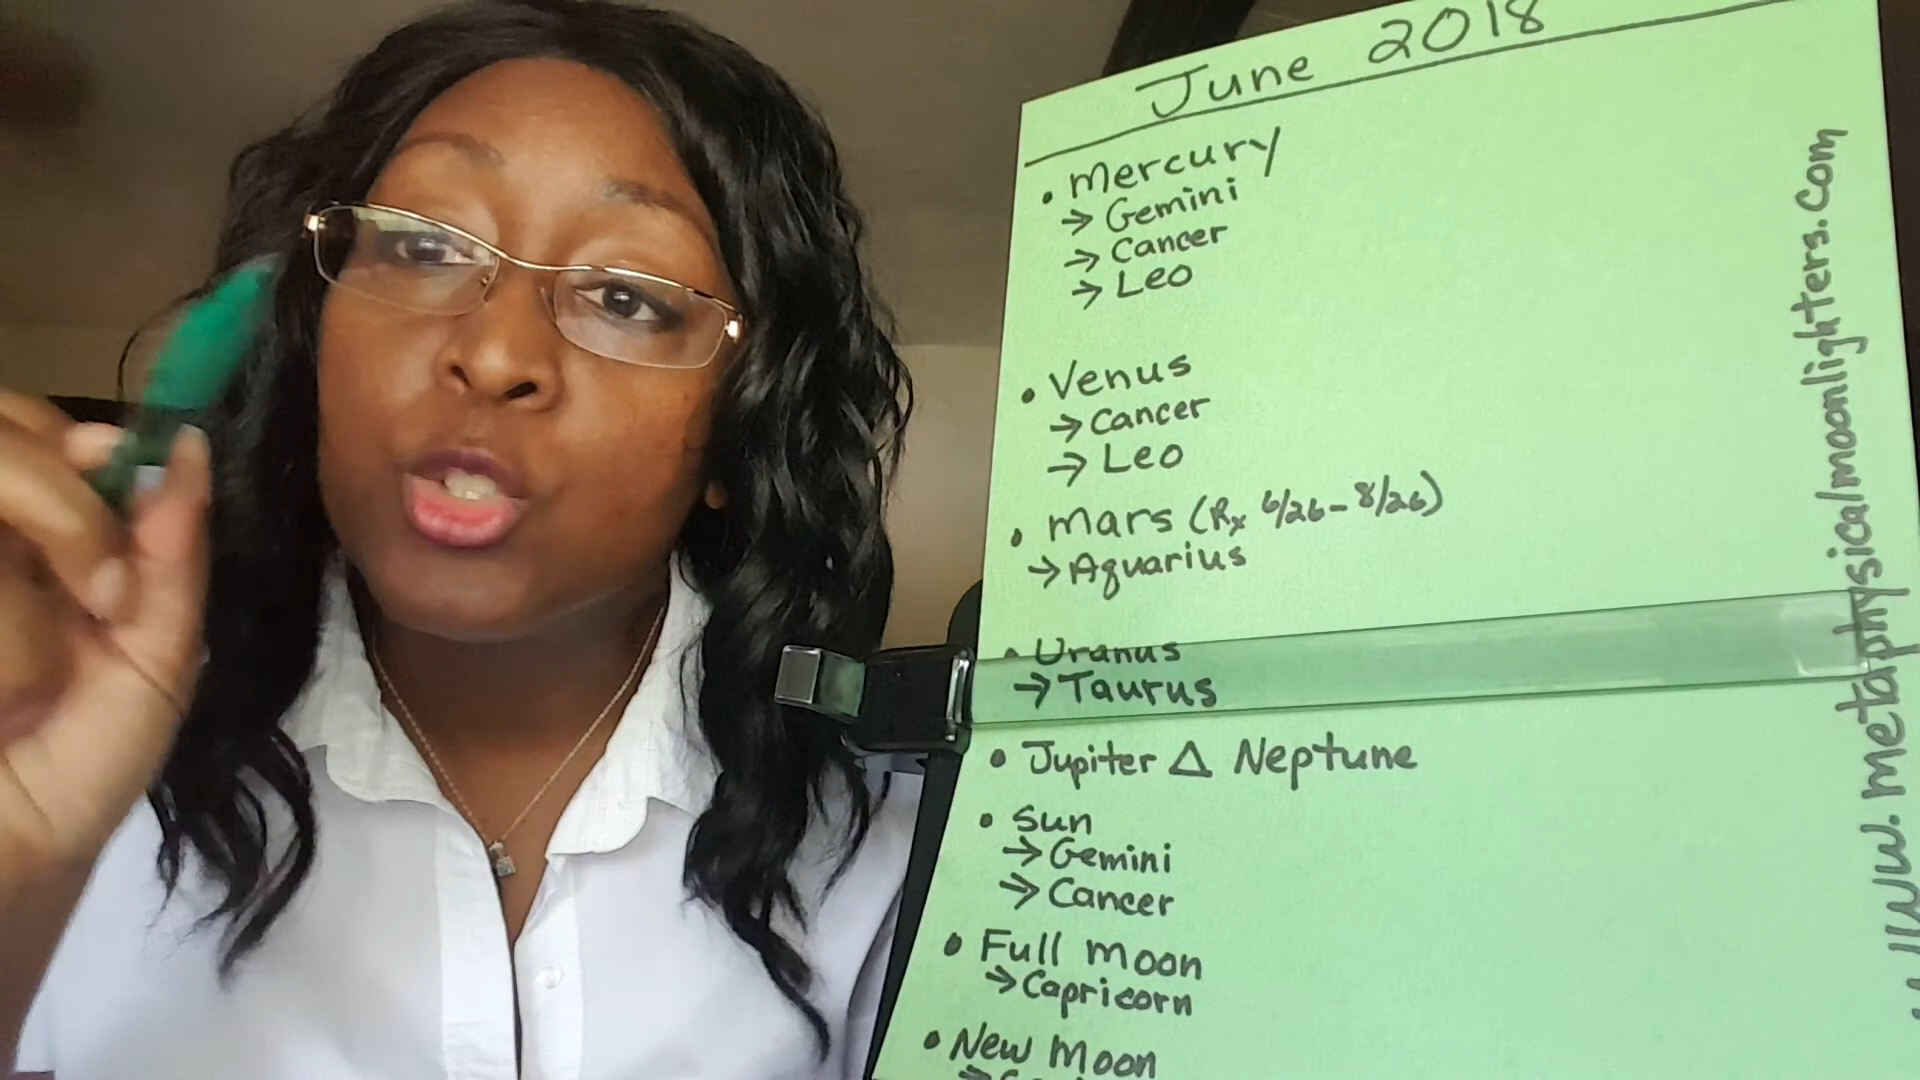 June 2018
• Mercury
→ Gemini
→ Cancer
→ Leo
• Venus
→ Cancer
→ Leo
• Mars (Rx 6/26-8/26)
→ Aquarius
• Uranus
→ Taurus
• Jupiter △ Neptune
• Sun
→ Gemini
→ Cancer
• Full Moon
→ Capricorn
• New Moon
www.metaphysicalmoonlighters.com